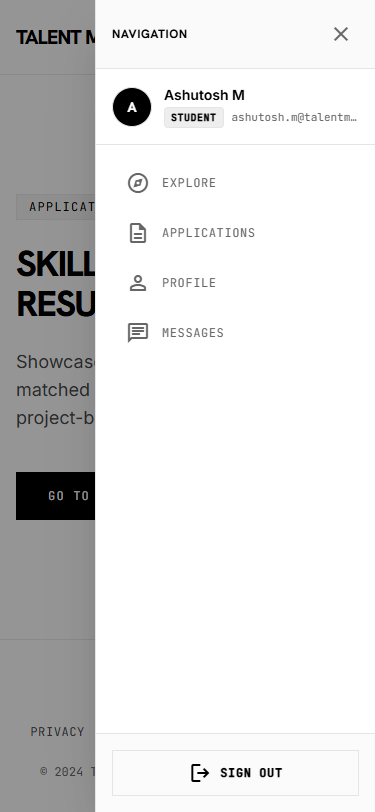 TALENT M
NAVIGATION
A
Ashutosh M
STUDENT ashutosh.m@talentm…
EXPLORE
APPLICATIONS
PROFILE
MESSAGES
APPLICAT
SKILL
RESU
Showcas
matched
project-b
GO TO
PRIVACY
© 2024 T
SIGN OUT